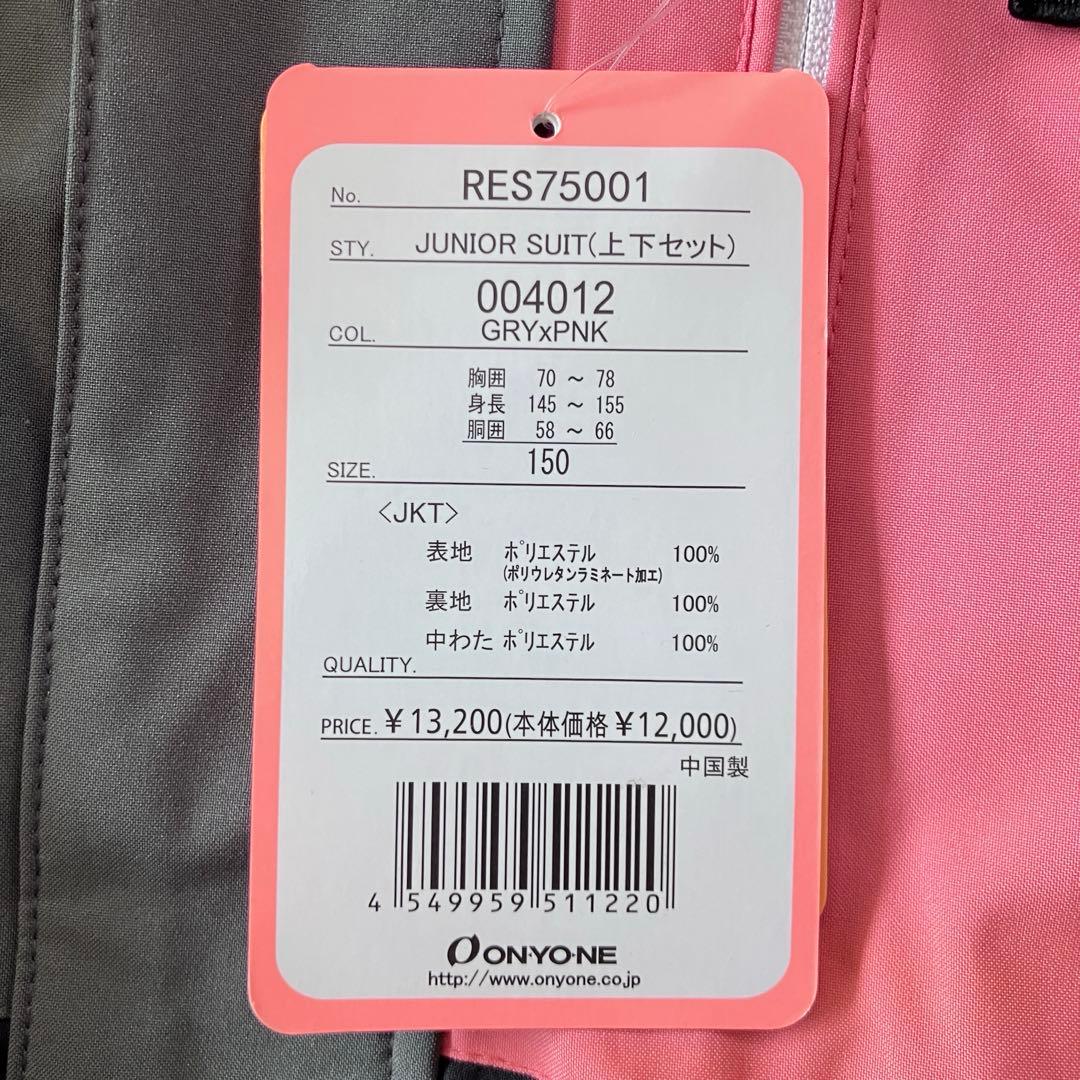 No. RES75001
STY. JUNIOR SUIT(上下セット)
004012
COL. GRYxPNK
胸囲 70 ～ 78
身長 145 ～ 155
胴囲 58 ～ 66
SIZE. 150
〈JKT〉
表地 ポリエステル 100%
(ポリウレタンラミネート加工)
裏地 ポリエステル 100%
中わた ポリエステル 100%
QUALITY.
PRICE. ¥13,200(本体価格¥12,000)
中国製
4 549959 511220
ON•YO•NE
http://www.onyone.co.jp